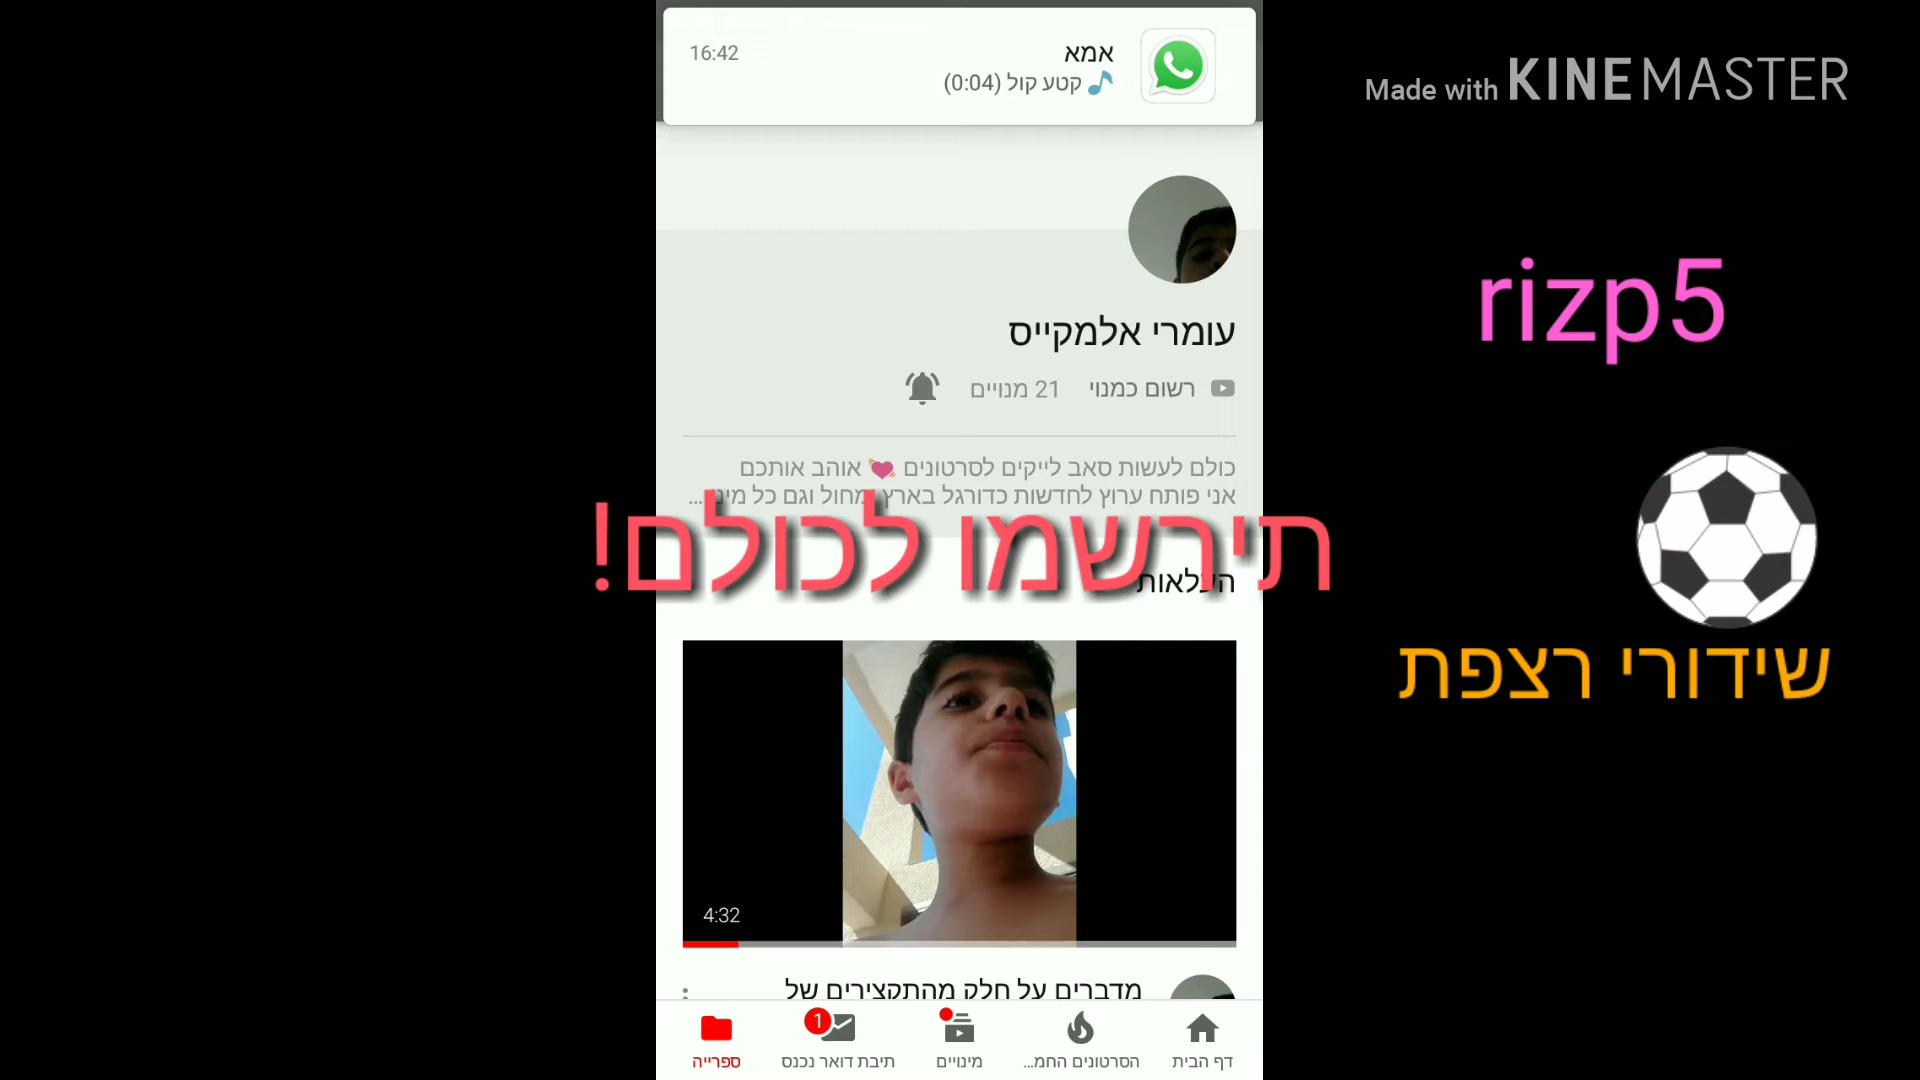 אמא
16:42
🎵 קטע קול (0:04)
Made with KINEMASTER
עומרי אלמקייס
רשום כמנוי 21 מנויים
כולם לעשות סאב לייקים לסרטונים 💘 אוהב אותכם
אני פותח ערוץ לחדשות כדורגל בארץ ומחול וגם כל מיני...
תירשמו לכולם!
העלאות
rizp5
שידורי רצפת
4:32
מדברים על חלק מהתקצירים של
דף הבית
הסרטונים החמ...
מינויים
1
תיבת דואר נכנס
ספרייה